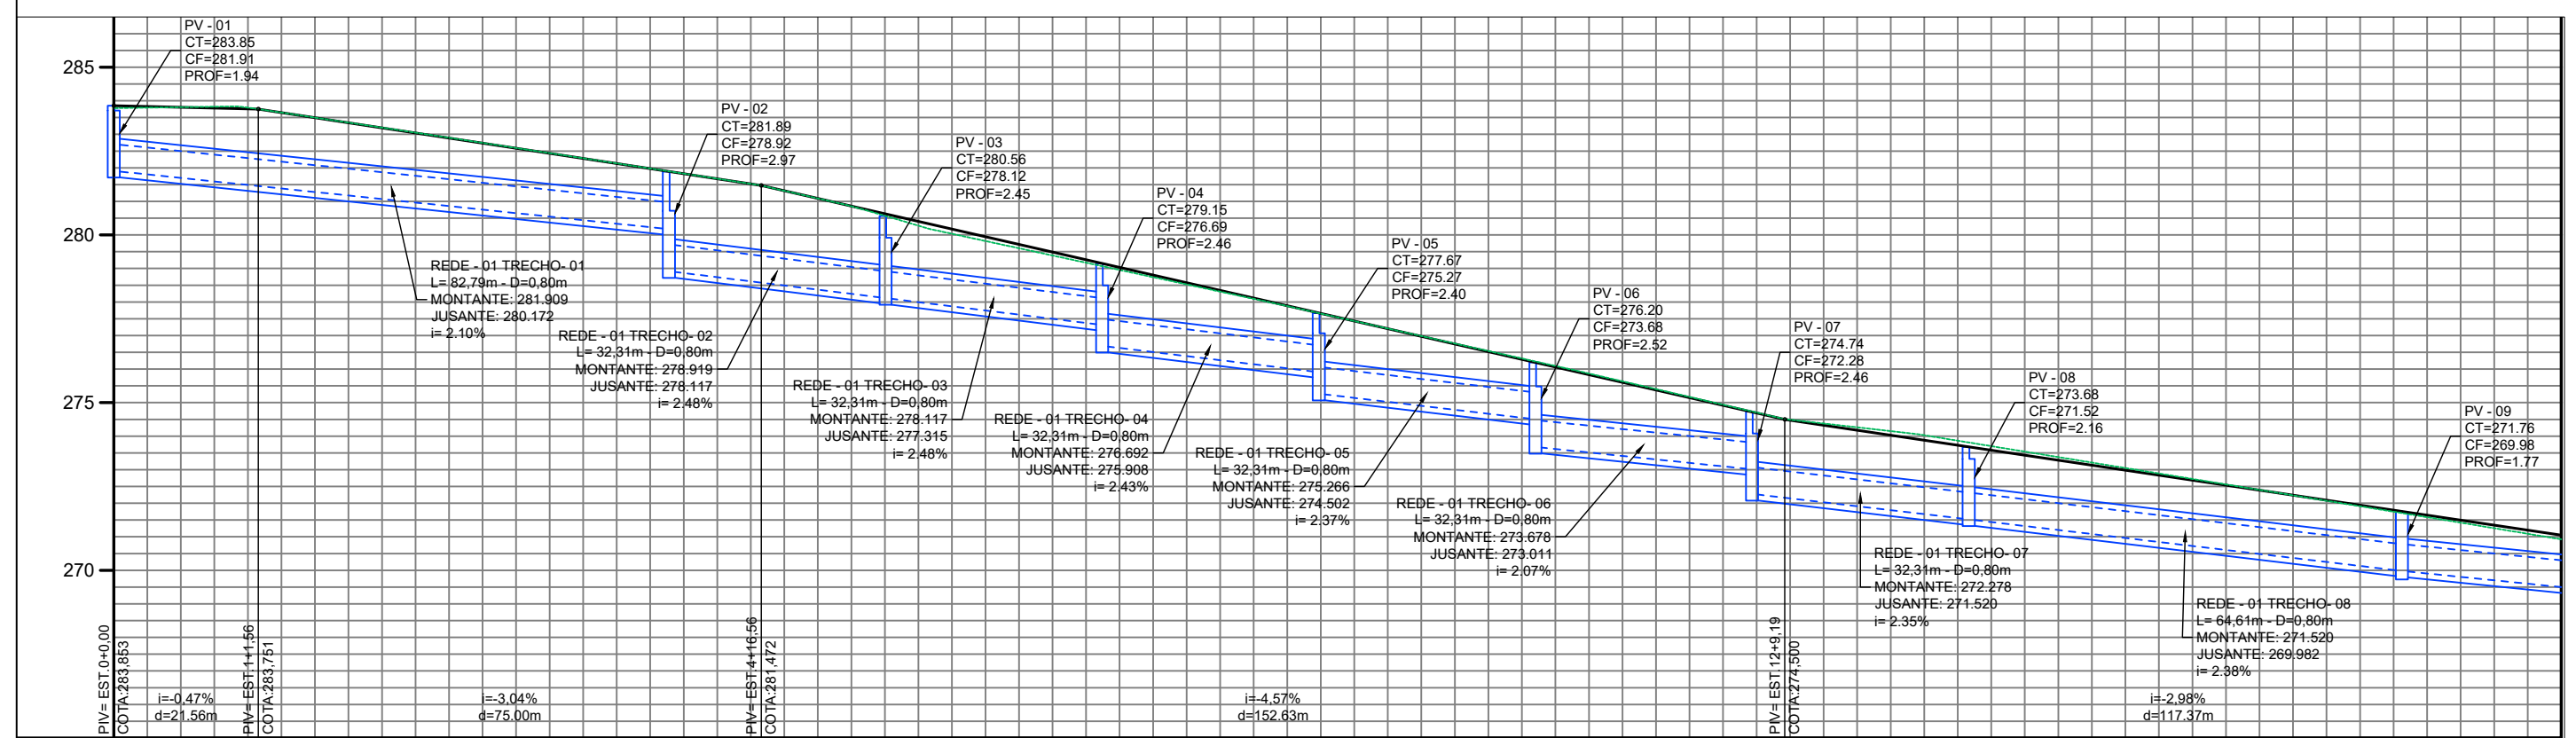 PV - 01
CT=283.85
CF=281.91
PROF=1.94
285
280
275
270
PV - 02
CT=281.89
CF=278.92
PROF=2.97
PV - 03
CT=280.56
CF=278.12
PROF=2.45
PV - 04
CT=279.15
CF=276.69
PROF=2.46
PV - 05
CT=277.67
CF=275.27
PROF=2.40
PV - 06
CT=276.20
CF=273.68
PROF=2.52
PV - 07
CT=274.74
CF=272.28
PROF=2.46
PV - 08
CT=273.68
CF=271.52
PROF=2.16
PV - 09
CT=271.76
CF=269.98
PROF=1.77
REDE - 01 TRECHO- 01
L= 82,79m - D=0,80m
MONTANTE: 281.909
JUSANTE: 280.172
i= 2.10%
REDE - 01 TRECHO- 02
L= 32,31m - D=0,80m
MONTANTE: 278.919
JUSANTE: 278.117
i= 2.48%
REDE - 01 TRECHO- 03
L= 32,31m - D=0,80m
MONTANTE: 278.117
JUSANTE: 277.315
i= 2.48%
REDE - 01 TRECHO- 04
L= 32,31m - D=0,80m
MONTANTE: 276.692
JUSANTE: 275.908
i= 2.43%
REDE - 01 TRECHO- 05
L= 32,31m - D=0,80m
MONTANTE: 275.266
JUSANTE: 274.502
i= 2.37%
REDE - 01 TRECHO- 06
L= 32,31m - D=0,80m
MONTANTE: 273.678
JUSANTE: 273.011
i= 2.07%
REDE - 01 TRECHO- 07
L= 32,31m - D=0,80m
MONTANTE: 272.278
JUSANTE: 271.520
i= 2.35%
REDE - 01 TRECHO- 08
L= 64,61m - D=0,80m
MONTANTE: 271.520
JUSANTE: 269.982
i= 2.38%
PIV= EST.0+0,00
COTA:283,853
i=-0,47%
d=21.56m
PIV= EST.1+1,56
COTA:283,751
i=-3,04%
d=75.00m
PIV= EST.4+16,56
COTA:281,472
i=-4,57%
d=152.63m
PIV= EST.12+9,19
COTA:274,500
i=-2,98%
d=117.37m